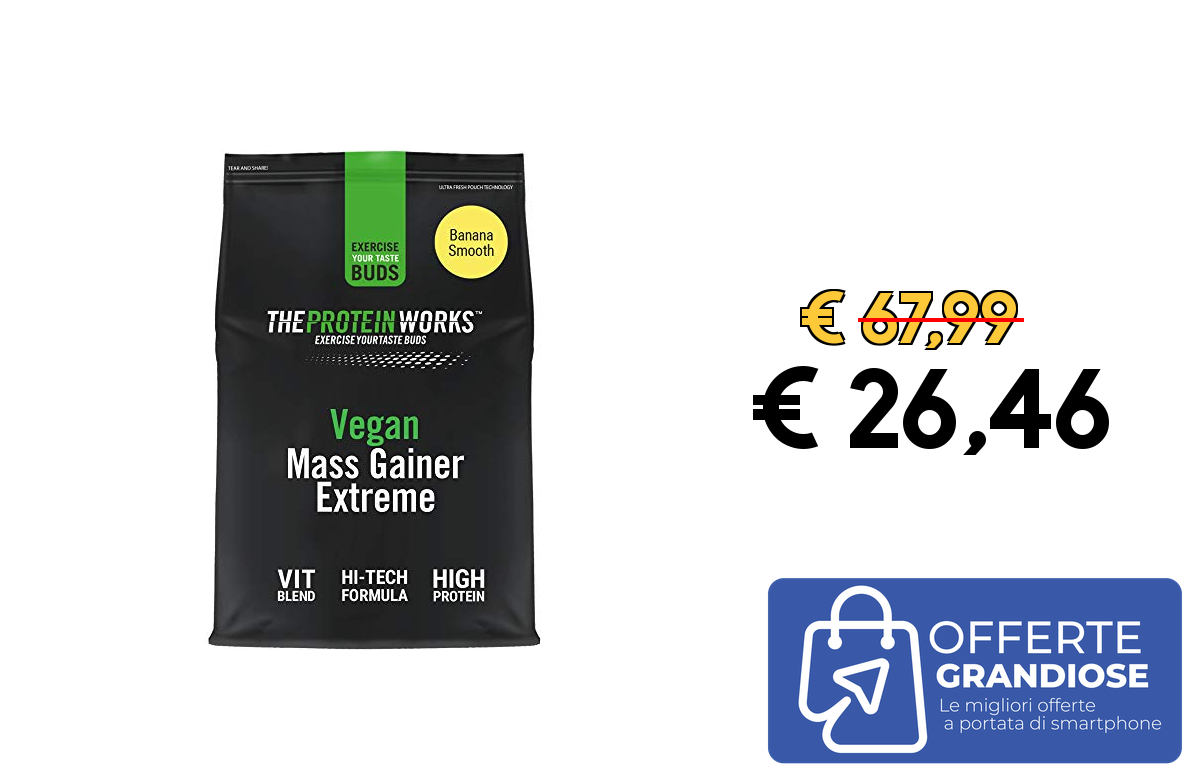 TEAR AND SHARE!
ULTRA FRESH POUCH TECHNOLOGY
Banana
Smooth
EXERCISE
YOUR TASTE
BUDS
THE PROTEIN WORKS™
EXERCISE YOUR TASTE BUDS
Vegan
Mass Gainer
Extreme
VIT
BLEND
HI-TECH
FORMULA
HIGH
PROTEIN
€ 67,99
€ 26,46
OFFERTE
GRANDIOSE
Le migliori offerte
a portata di smartphone